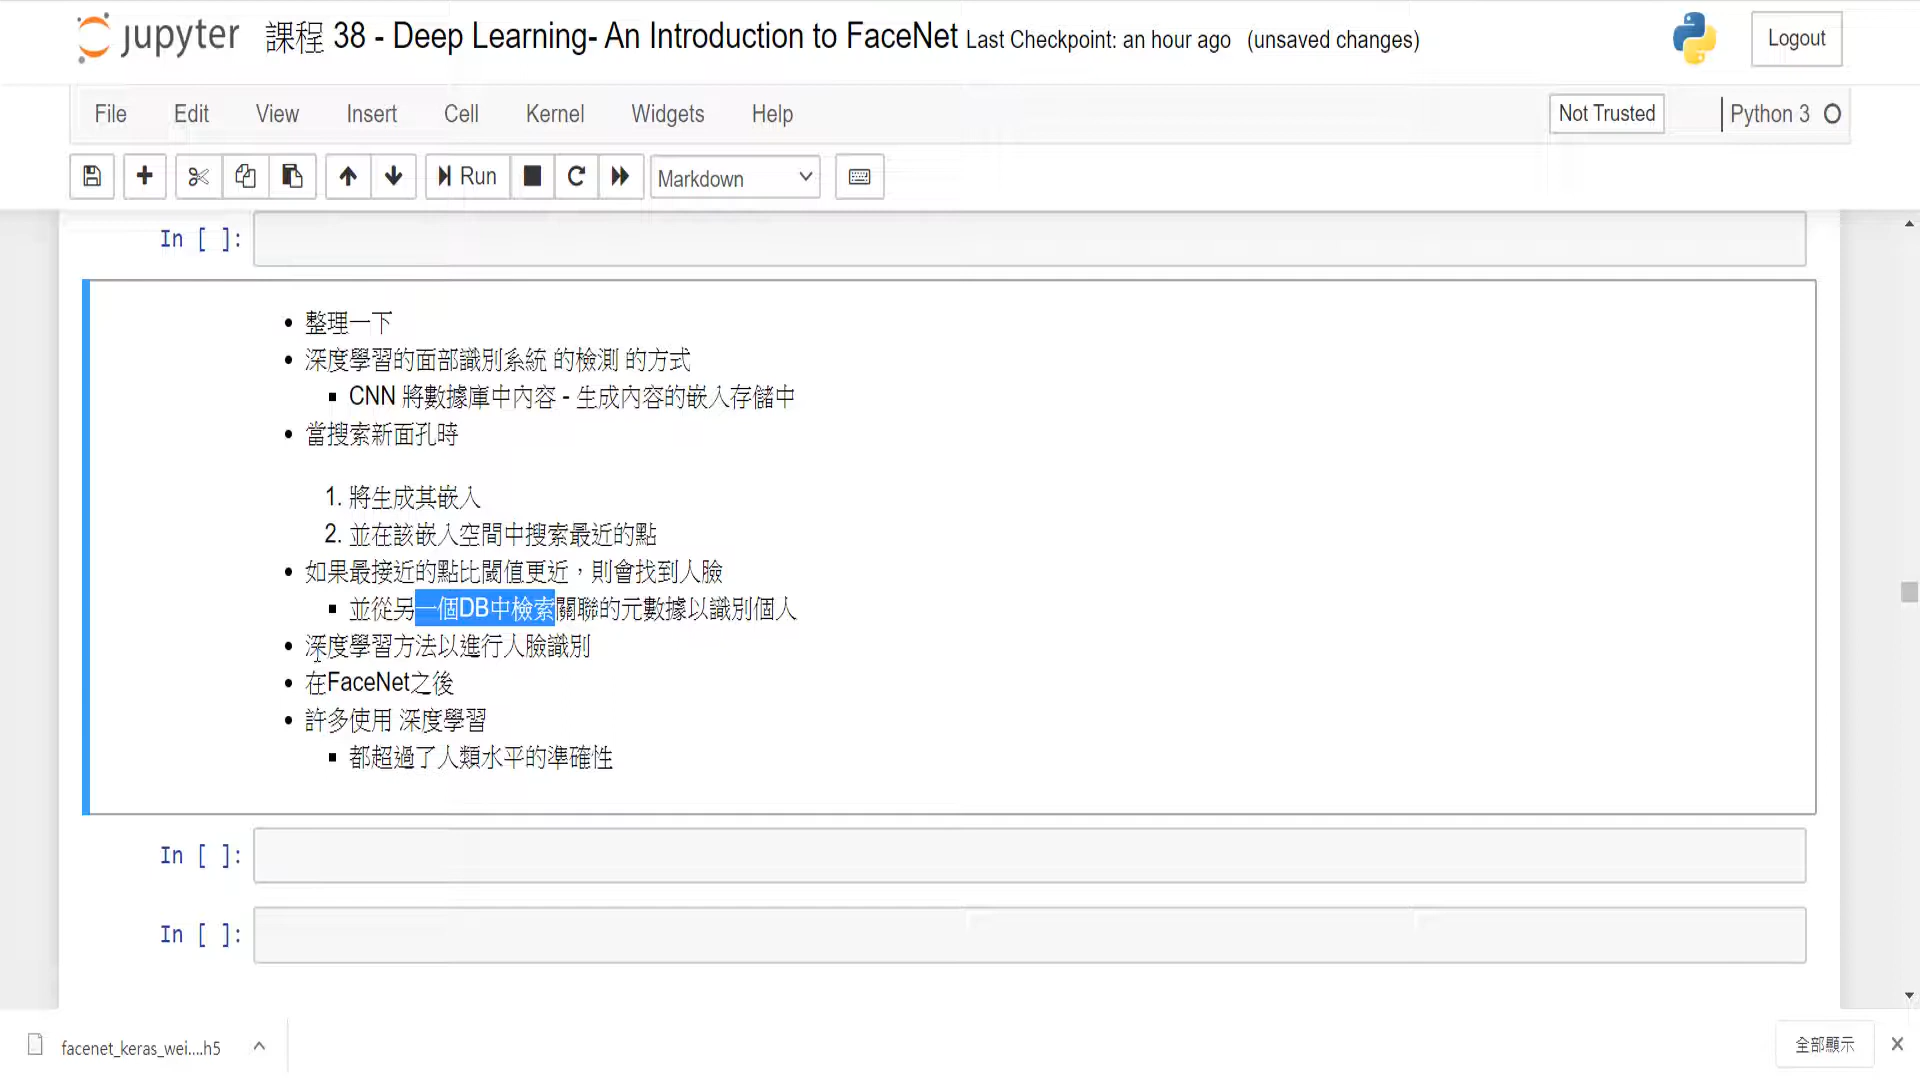 jupyter 課程 38 - Deep Learning- An Introduction to FaceNet Last Checkpoint: an hour ago (unsaved changes) Logout
File Edit View Insert Cell Kernel Widgets Help Not Trusted Python 3
Run Markdown
In [ ]:
整理一下
深度學習的面部識別系統 的檢測 的方式
CNN 將數據庫中內容 - 生成內容的嵌入存儲中
當搜索新面孔時
1. 將生成其嵌入
2. 並在該嵌入空間中搜索最近的點
如果最接近的點比閾值更近，則會找到人臉
並從另一個DB中檢索關聯的元數據以識別個人
深度學習方法以進行人臉識別
在FaceNet之後
許多使用 深度學習
都超過了人類水平的準確性
In [ ]:
In [ ]:
facenet_keras_wei....h5 全部顯示